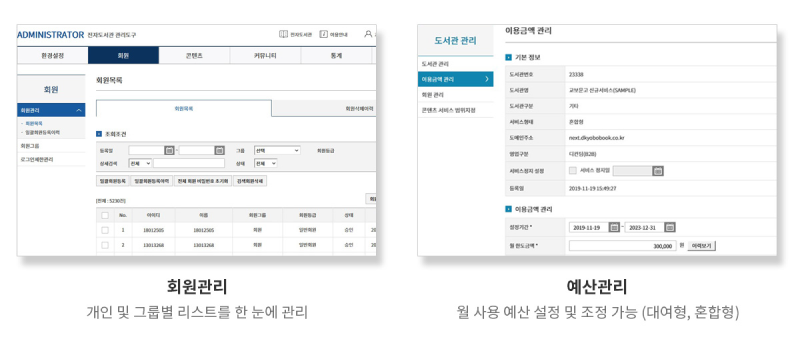 ADMINISTRATOR 전자도서관 관리도구
전자도서관 이용안내
환경설정 회원 콘텐츠 커뮤니티 통계
회원
회원관리
회원목록
일괄회원등록이력
회원그룹
로그인제한관리
회원목록
회원목록 회원삭제이력
조회조건
등록일 - 그룹 선택 회원등급
상세검색 전체 상태 전체
일괄회원등록 일괄회원등록이력 전체 회원 비밀번호 초기화 검색회원삭제
[전체 : 5230건]
No. 아이디 이름 회원그룹 회원등급 상태
1 18012505 18012505 의뢰 일반회원 승인 20
2 13013268 13013268 의뢰 일반회원 승인 20
회원관리
개인 및 그룹별 리스트를 한 눈에 관리
도서관 관리
도서관 관리
이용금액 관리
회원 관리
콘텐츠 서비스 범위지정
이용금액 관리
기본 정보
도서관번호 23338
도서관명 교보문고 신규서비스(SAMPLE)
도서관구분 기타
서비스형태 혼합형
도메인주소 next.dkyobobook.co.kr
영업구분 디컨팀(B2B)
서비스정지 설정 서비스 정지일
등록일 2019-11-19 15:49:27
이용금액 관리
설정기간 * 2019-11-19 - 2023-12-31
월 한도금액 * 300,000 원 이력보기
예산관리
월 사용 예산 설정 및 조정 가능 (대여형, 혼합형)